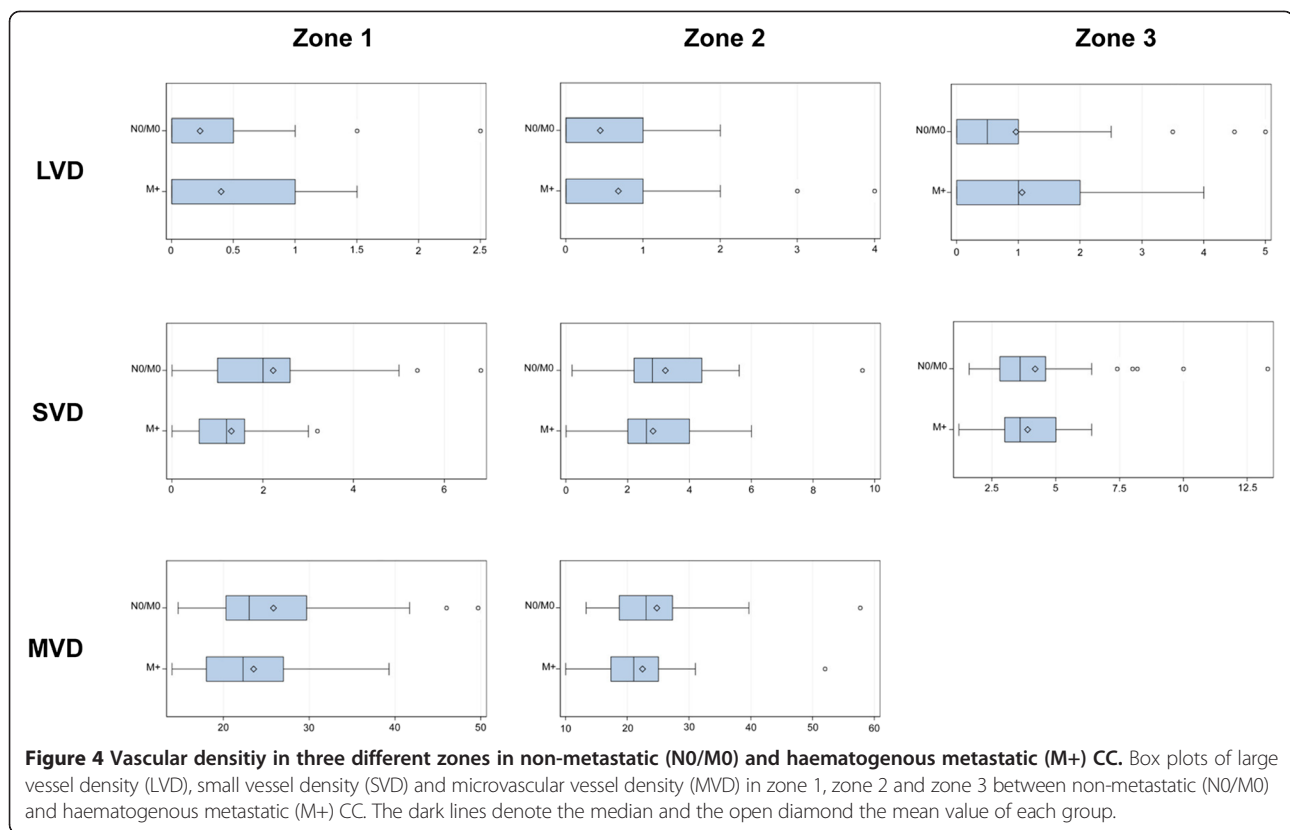 Zone 1 Zone 2 Zone 3
LVD
N0/M0
M+
0 0.5 1 1.5 2 2.5
N0/M0
M+
0 1 2 3 4
N0/M0
M+
0 1 2 3 4 5
SVD
N0/M0
M+
0 2 4 6
N0/M0
M+
0 2 4 6 8 10
N0/M0
M+
2.5 5 7.5 10 12.5
MVD
N0/M0
M+
20 30 40 50
N0/M0
M+
10 20 30 40 50 60
Figure 4 Vascular densitiy in three different zones in non-metastatic (N0/M0) and haematogenous metastatic (M+) CC. Box plots of large
vessel density (LVD), small vessel density (SVD) and microvascular vessel density (MVD) in zone 1, zone 2 and zone 3 between non-metastatic (N0/M0)
and haematogenous metastatic (M+) CC. The dark lines denote the median and the open diamond the mean value of each group.